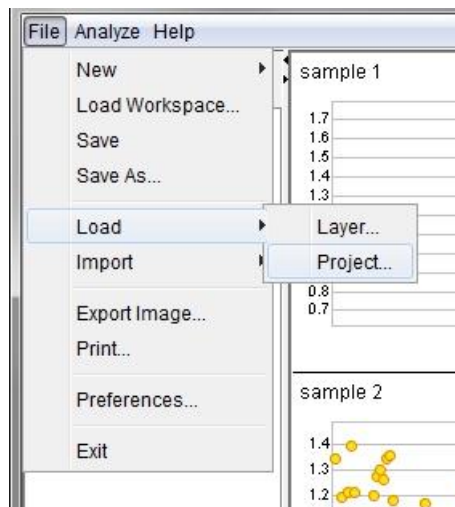 File Analyze Help
New
Load Workspace...
Save
Save As...
Load
Import
Export Image...
Print...
Preferences...
Exit
Layer...
Project...
sample 1
1.7
1.6
1.5
1.4
1.3
0.8
0.7
sample 2
1.4
1.3
1.2